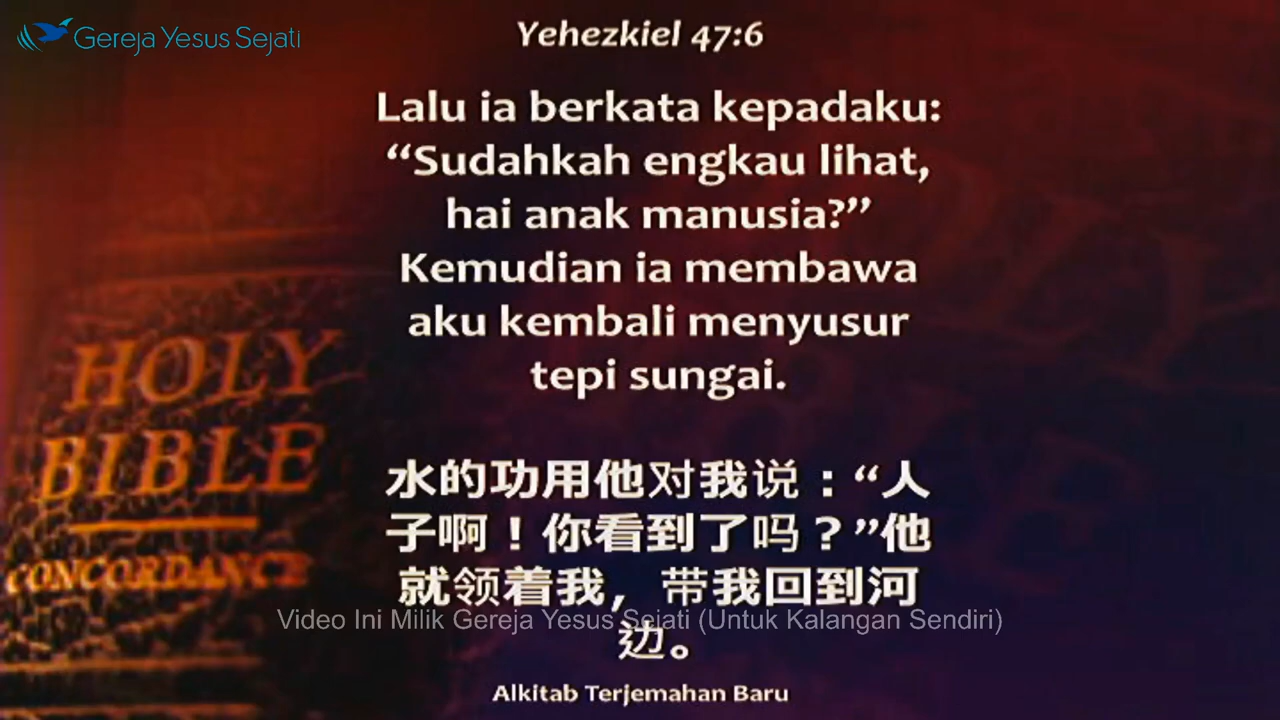 Gereja Yesus Sejati
Yehezkiel 47:6
Lalu ia berkata kepadaku:
“Sudahkah engkau lihat,
hai anak manusia?”
Kemudian ia membawa
aku kembali menyusur
tepi sungai.
水的功用他对我说：“人
子啊！你看到了吗？”他
就领着我，带我回到河
边。
Video Ini Milik Gereja Yesus Sejati (Untuk Kalangan Sendiri)
Alkitab Terjemahan Baru
HOLY
BIBLE
CONCORDANCE